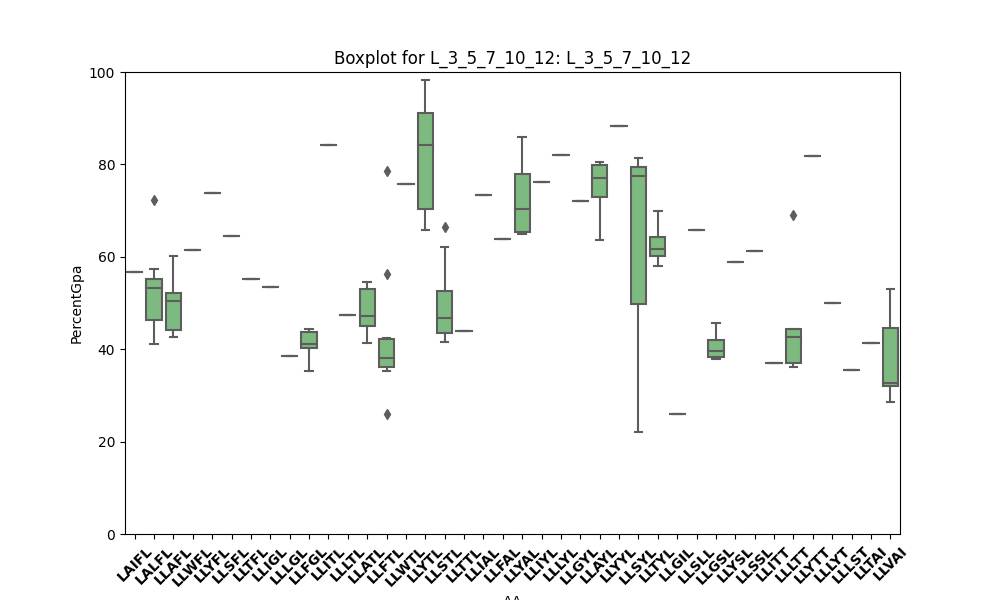 Boxplot for L_3_5_7_10_12: L_3_5_7_10_12
PercentGpa
100
80
60
40
20
0
LAIFL
LALFL
LLAFL
LLWFL
LLYFL
LLSFL
LLTFL
LLIGL
LLLGL
LLFGL
LLITL
LLLTL
LLATL
LLFTL
LLWTL
LLYTL
LLSTL
LLTTL
LLIAL
LLFAL
LLYAL
LLIYL
LLLYL
LLGYL
LLAYL
LLYYL
LLSYL
LLTYL
LLGIL
LLSLL
LLGSL
LLYSL
LLSSL
LLITT
LLLTT
LLYTT
LLLYT
LLLST
LLTAI
LLVAI